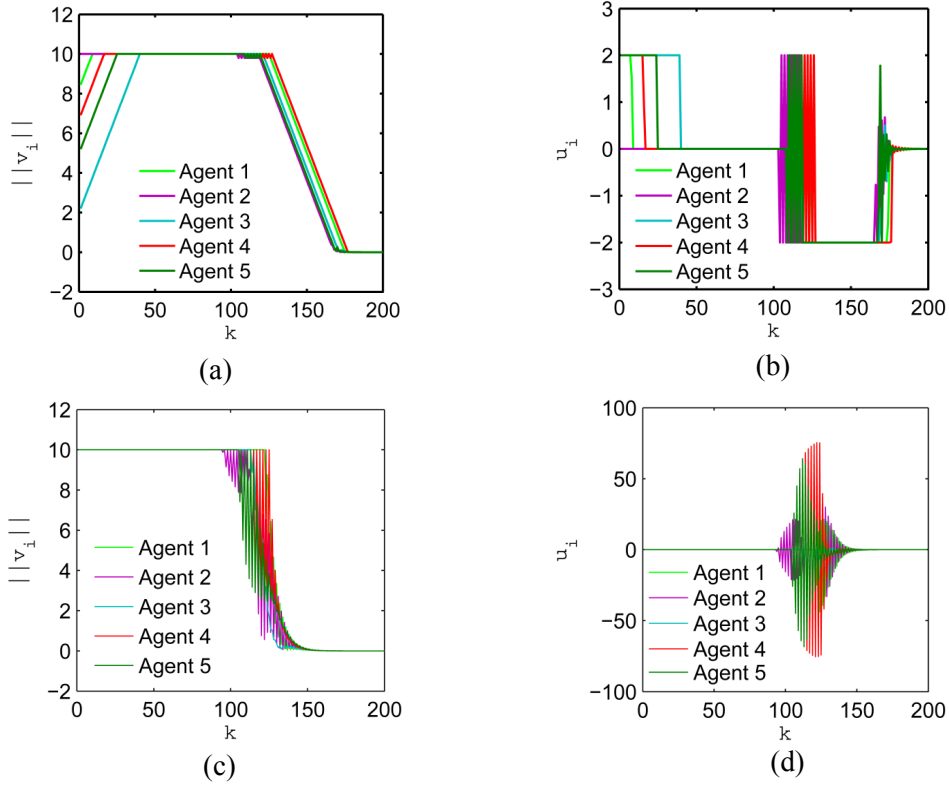 12
10
8
6
4
2
0
−2
||v_i||
Agent 1
Agent 2
Agent 3
Agent 4
Agent 5
0 50 100 150 200
k
(a)
3
2
1
0
−1
−2
−3
u_i
Agent 1
Agent 2
Agent 3
Agent 4
Agent 5
0 50 100 150 200
k
(b)
12
10
8
6
4
2
0
−2
||v_i||
Agent 1
Agent 2
Agent 3
Agent 4
Agent 5
0 50 100 150 200
k
(c)
100
50
0
−50
−100
u_i
Agent 1
Agent 2
Agent 3
Agent 4
Agent 5
0 50 100 150 200
k
(d)